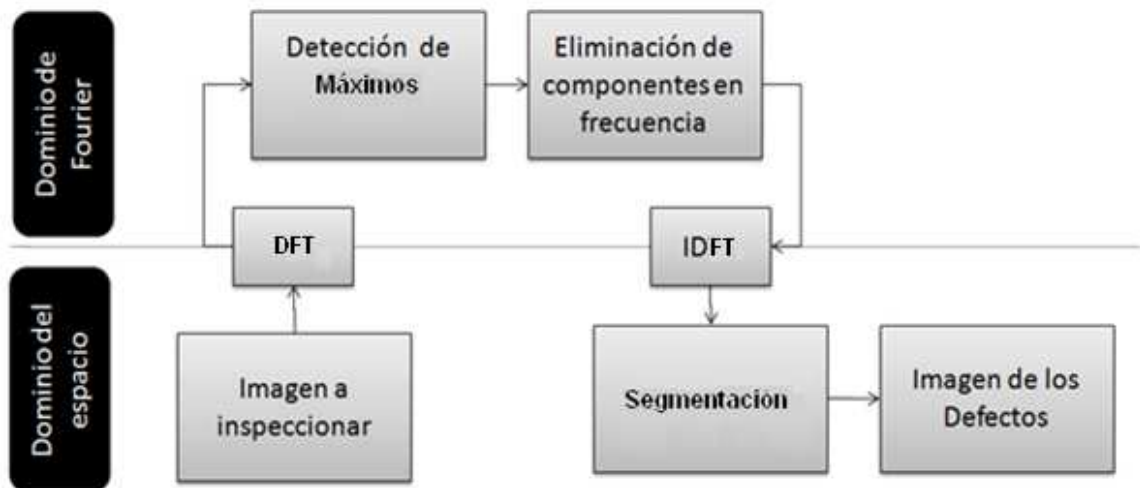 Dominio de
Fourier
Detección de
Máximos
Eliminación de
componentes en
frecuencia
DFT
IDFT
Dominio del
espacio
Imagen a
inspeccionar
Segmentación
Imagen de los
Defectos